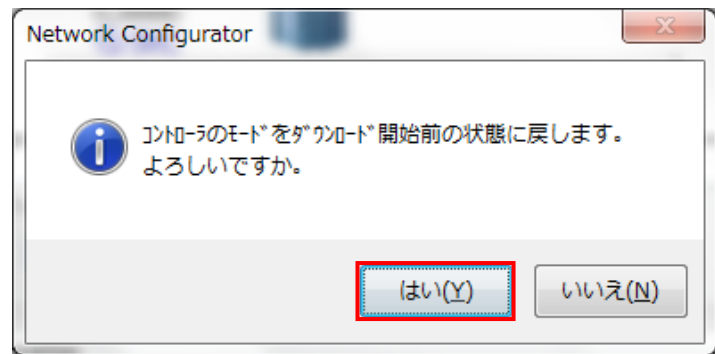 Network Configurator
ｺﾝﾄﾛｰﾗのﾓｰﾄﾞをﾀﾞｳﾝﾛｰﾄﾞ開始前の状態に戻します。
よろしいですか。
はい(Y)
いいえ(N)